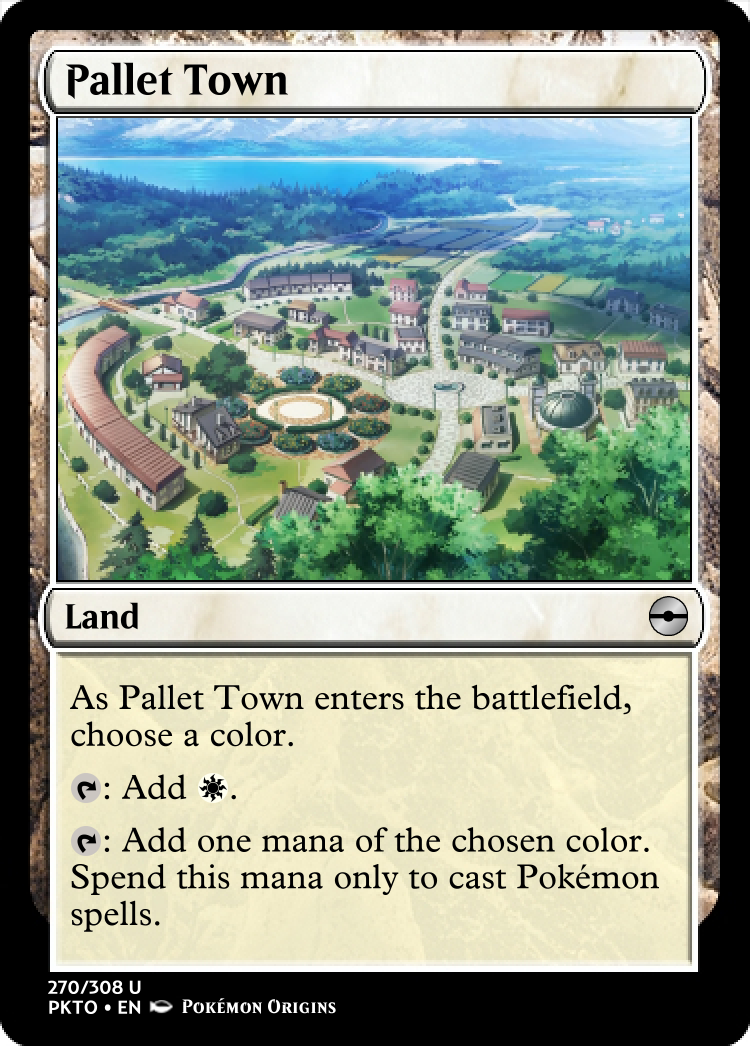 Pallet Town
Land
As Pallet Town enters the battlefield,
choose a color.
: Add .
: Add one mana of the chosen color.
Spend this mana only to cast Pokémon
spells.
270/308 U
PKTO • EN Pokémon Origins